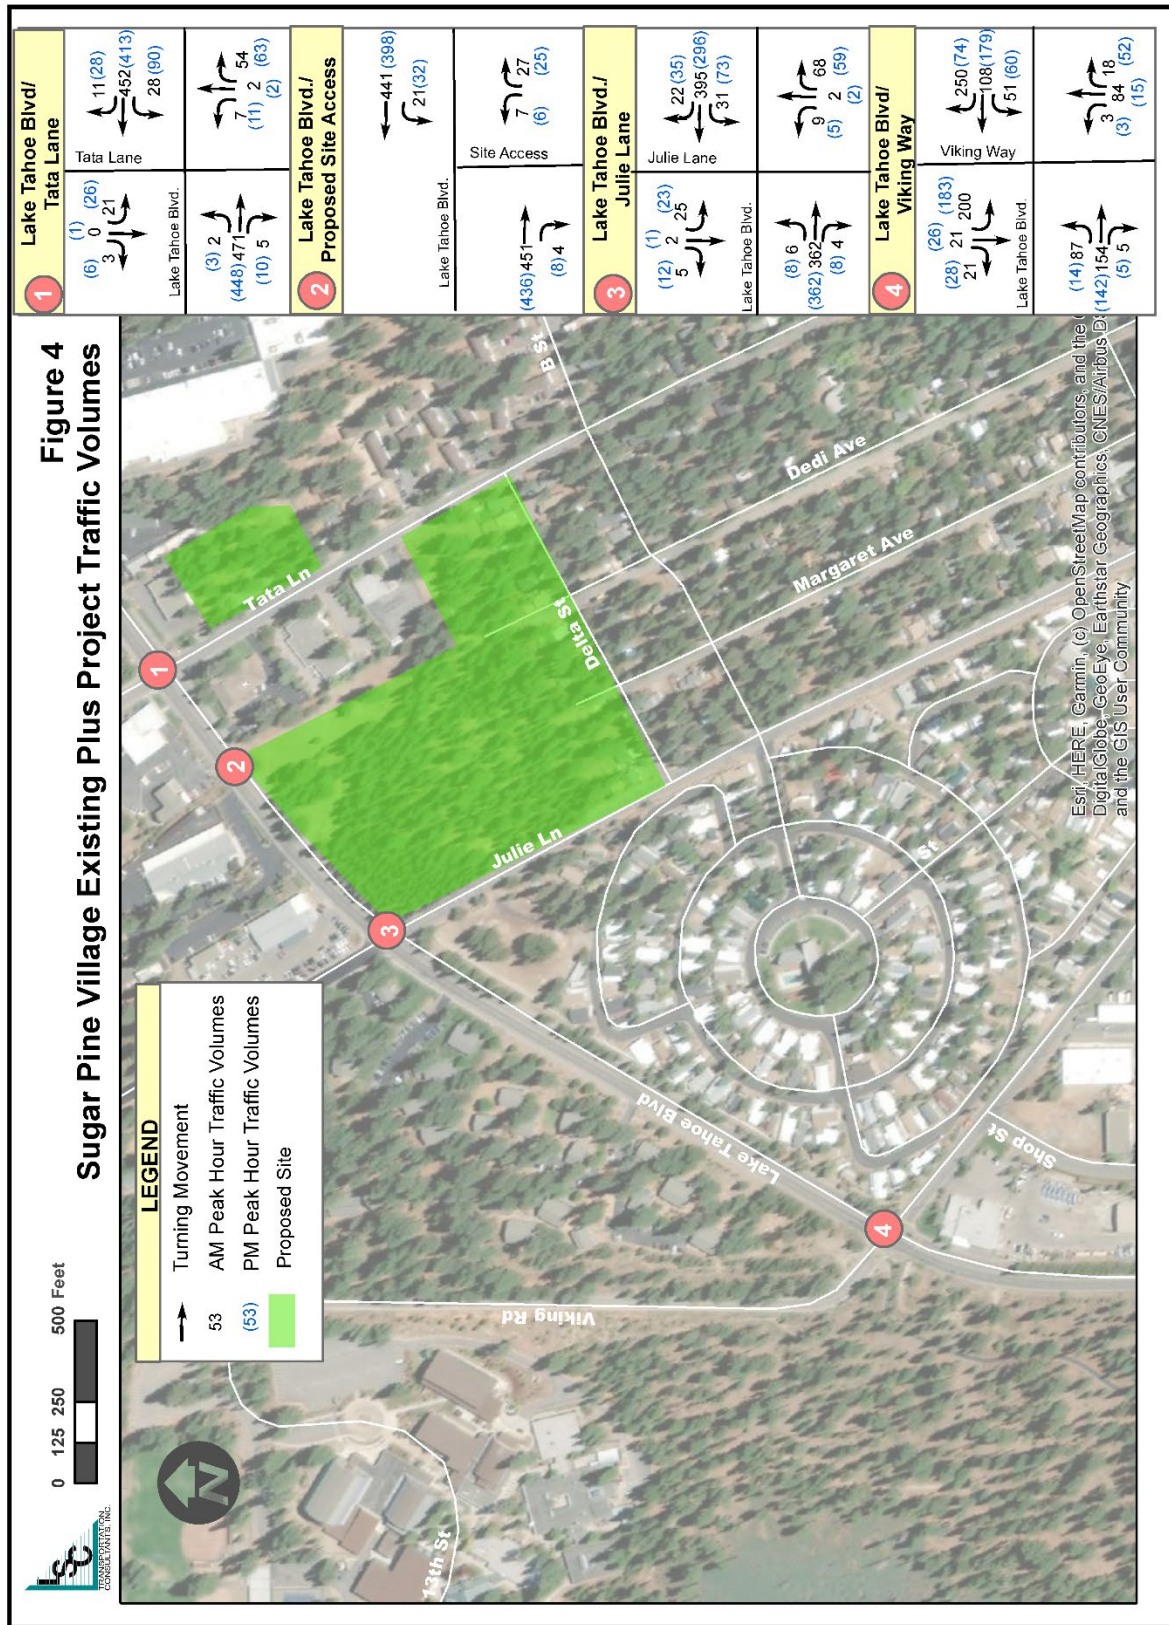 Figure 4
Sugar Pine Village Existing Plus Project Traffic Volumes
LSC
TRANSPORTATION
CONSULTANTS, INC.
0 125 250 500 Feet
N
LEGEND
Turning Movement
53 AM Peak Hour Traffic Volumes
(53) PM Peak Hour Traffic Volumes
Proposed Site
13th St
Viking Rd
Lake Tahoe Blvd
Shop St
St
Julie Ln
Tata Ln
Delta St
Margaret Ave
Dedi Ave
B St
1
2
3
4
Esri, HERE, Garmin, (c) OpenStreetMap contributors, and the
DigitalGlobe, GeoEye, Earthstar Geographics, CNES/Airbus
and the GIS User Community
1 Lake Tahoe Blvd/
Tata Lane
(6) (1) (26)
3 0 21
11 (28)
452 (413)
28 (90)
Tata Lane
Lake Tahoe Blvd.
(3) 2
(448) 471
(10) 5
7 2 54
(11) (2) (63)
2 Lake Tahoe Blvd./
Proposed Site Access
441 (398)
21 (32)
Lake Tahoe Blvd.
Site Access
(436) 451
(8) 4
7 27
(6) (25)
3 Lake Tahoe Blvd./
Julie Lane
(12) (1) (23)
5 2 25
22 (35)
395 (296)
31 (73)
Julie Lane
Lake Tahoe Blvd.
(8) 6
(362) 362
(8) 4
9 2 68
(5) (2) (59)
4 Lake Tahoe Blvd/
Viking Way
(28) (26) (183)
21 21 200
250 (74)
108 (179)
51 (60)
Viking Way
Lake Tahoe Blvd.
(14) 87
(142) 154
(5) 5
3 84 18
(3) (15) (52)